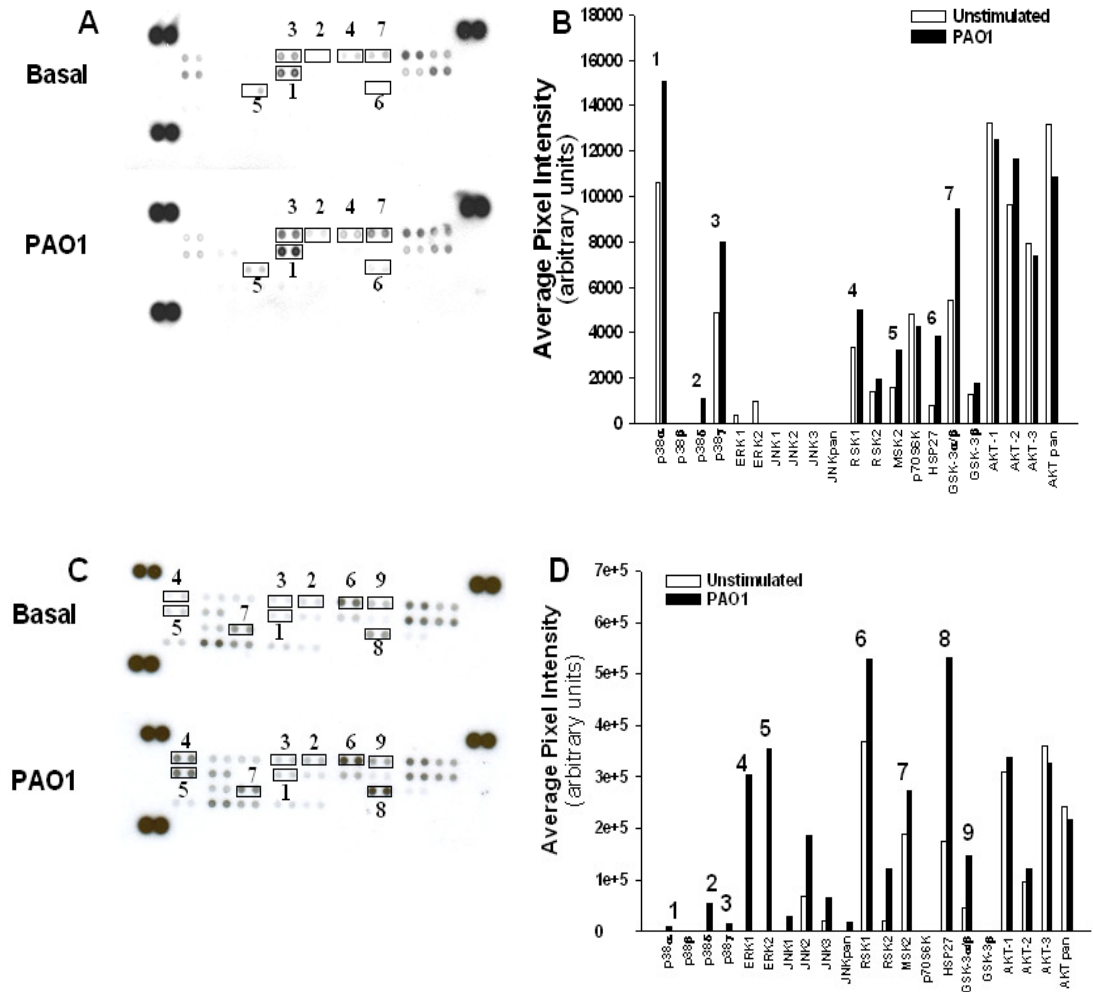 A
Basal
3 2 4 7
5 1 6
PAO1
3 2 4 7
5 1 6
B
Unstimulated
PAO1
Average Pixel Intensity
(arbitrary units)
18000
16000
14000
12000
10000
8000
6000
4000
2000
0
1
2
3
4
5
6
7
p38α
p38β
p38δ
p38γ
ERK1
ERK2
JNK1
JNK2
JNK3
JNKpan
RSK1
RSK2
MSK2
p70S6K
HSP27
GSK-3α/β
GSK-3β
AKT-1
AKT-2
AKT-3
AKT pan
C
Basal
4 3 2 6 9
5 7 1 8
PAO1
4 3 2 6 9
5 7 1 8
D
Unstimulated
PAO1
Average Pixel Intensity
(arbitrary units)
7e+5
6e+5
5e+5
4e+5
3e+5
2e+5
1e+5
0
1
2
3
4
5
6
7
8
9
p38α
p38β
p38δ
p38γ
ERK1
ERK2
JNK1
JNK2
JNK3
JNKpan
RSK1
RSK2
MSK2
p70S6K
HSP27
GSK-3α/β
GSK-3β
AKT-1
AKT-2
AKT-3
AKT pan